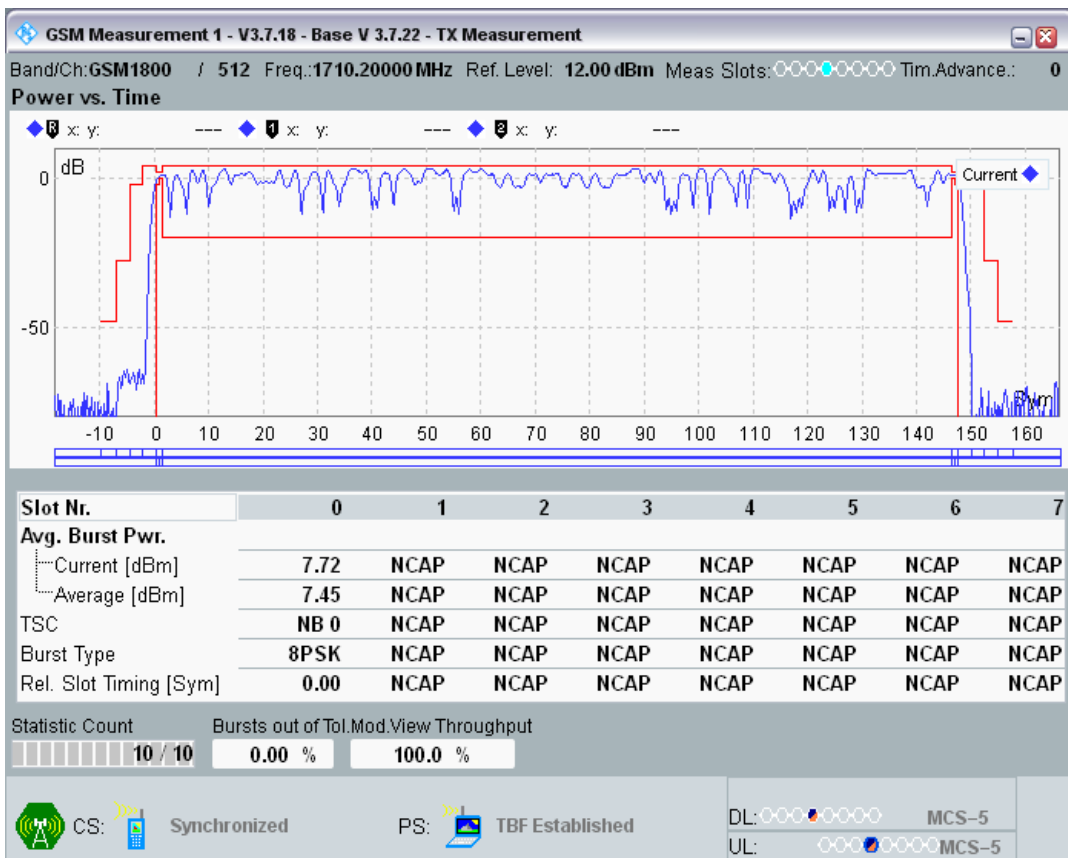 GSM Measurement 1 - V3.7.18 - Base V 3.7.22 - TX Measurement
Band/Ch:GSM1800 / 512 Freq.:1710.20000 MHz Ref. Level: 12.00 dBm Meas Slots: Tim.Advance.: 0
Power vs. Time
R x: y: --- 1 x: y: --- 2 x: y: ---
dB
0
Current
-50
Sym
-10 0 10 20 30 40 50 60 70 80 90 100 110 120 130 140 150 160
Slot Nr. 0 1 2 3 4 5 6 7
Avg. Burst Pwr.
Current [dBm] 7.72 NCAP NCAP NCAP NCAP NCAP NCAP NCAP
Average [dBm] 7.45 NCAP NCAP NCAP NCAP NCAP NCAP NCAP
TSC NB 0 NCAP NCAP NCAP NCAP NCAP NCAP NCAP
Burst Type 8PSK NCAP NCAP NCAP NCAP NCAP NCAP NCAP
Rel. Slot Timing [Sym] 0.00 NCAP NCAP NCAP NCAP NCAP NCAP NCAP
Statistic Count Bursts out of Tol.Mod.View Throughput
10 / 10 0.00 % 100.0 %
CS: Synchronized PS: TBF Established
DL: MCS-5
UL: MCS-5